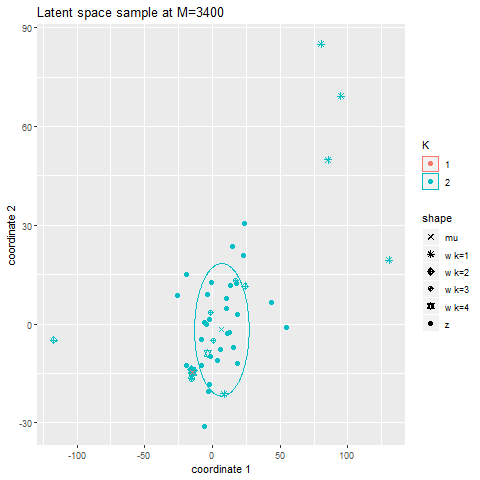 Latent space sample at M=3400
90
60
30
0
-30
coordinate 2
-100
-50
0
50
100
coordinate 1
K
1
2
shape
mu
w k=1
w k=2
w k=3
w k=4
z